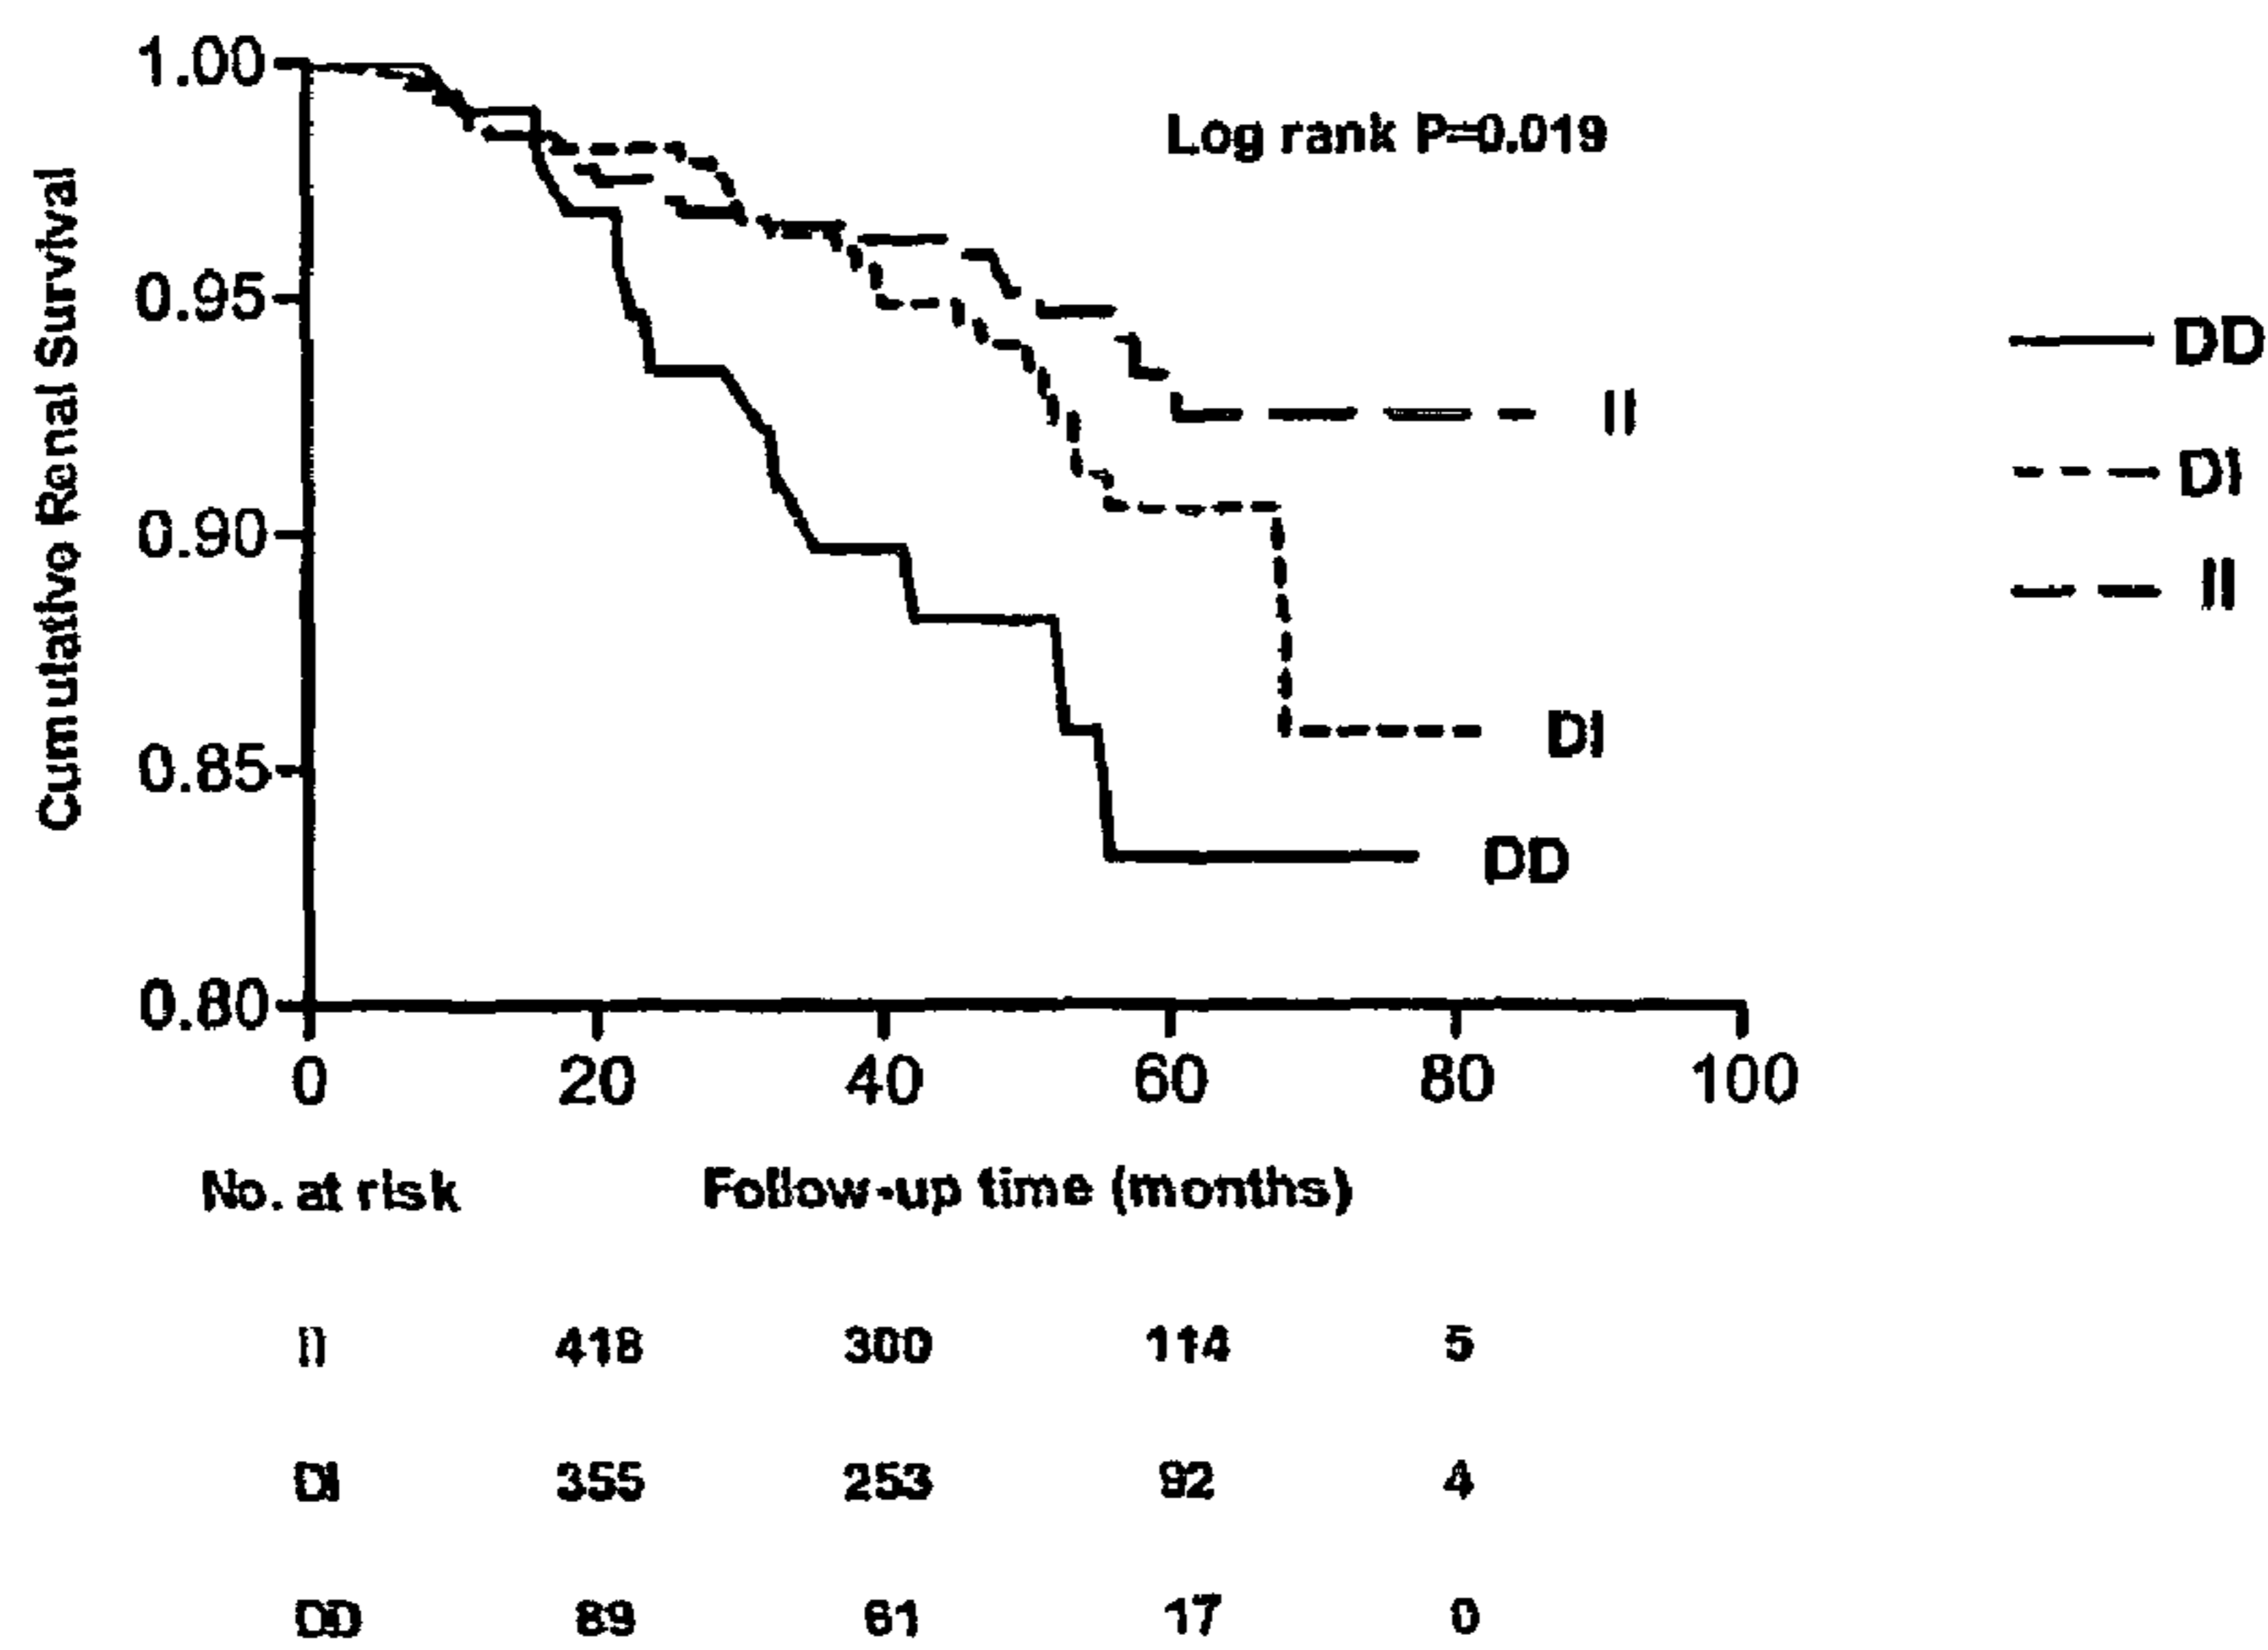 Cumulative Renal Survival
1.00
0.95
0.90
0.85
0.80
Log rank P=0.019
II
DI
DD
DD
DI
II
0 20 40 60 80 100
No. at risk Follow-up time (months)
II 418 300 114 5
DI 355 253 92 4
DD 89 61 17 0